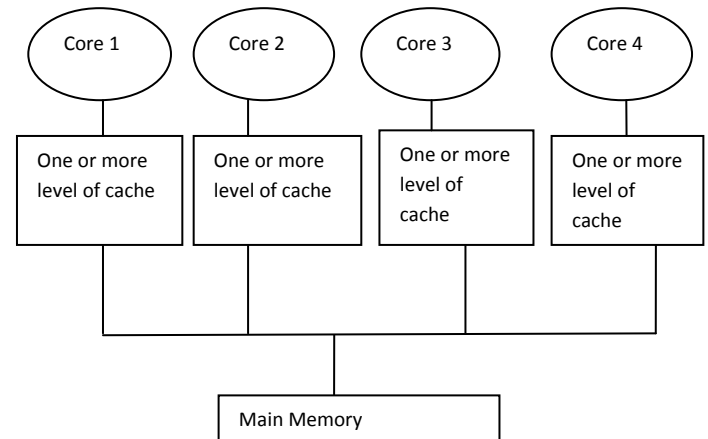 Core 1
Core 2
Core 3
Core 4
One or more
level of cache
One or more
level of cache
One or more
level of
cache
One or more
level of
cache
Main Memory